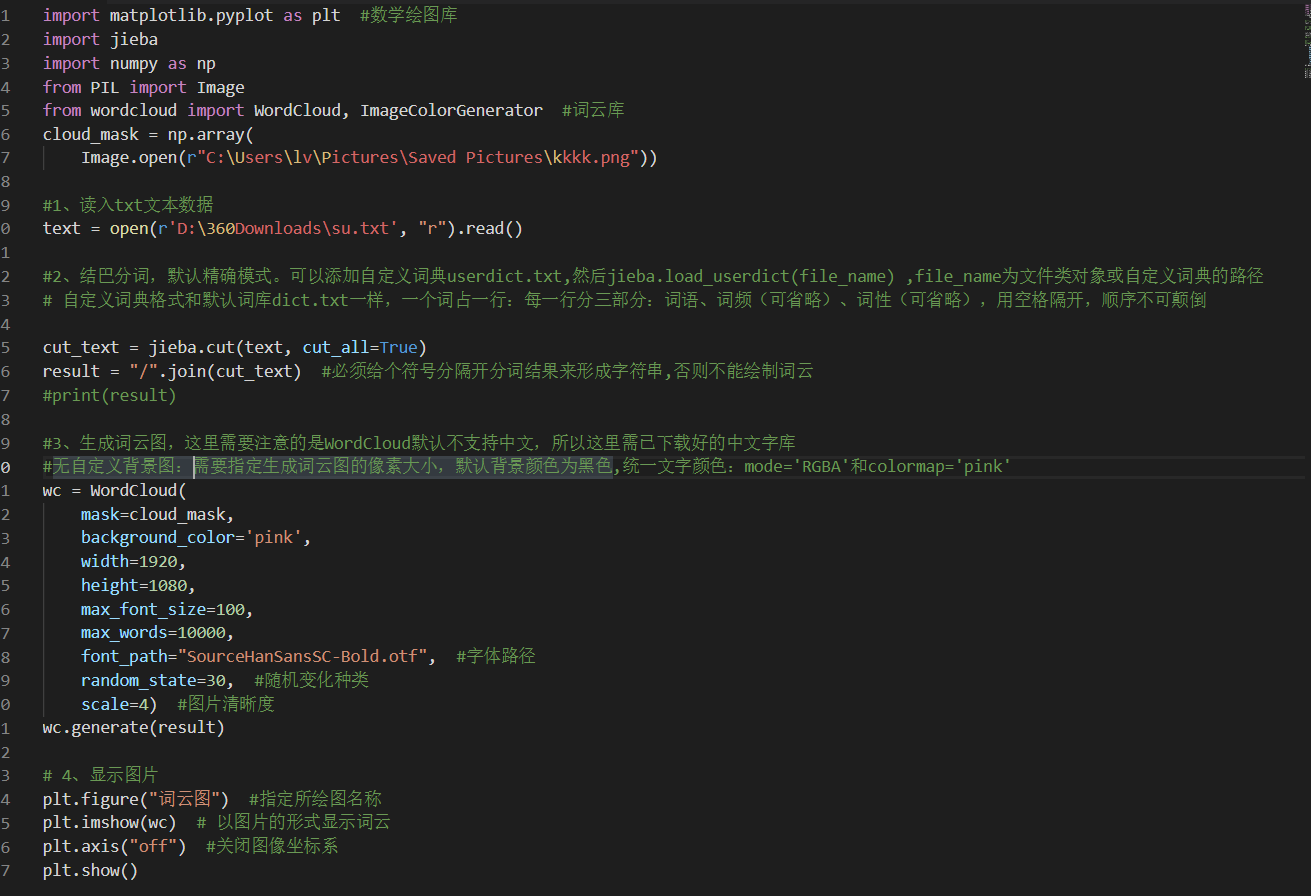 1 import matplotlib.pyplot as plt  #数学绘图库
2 import jieba
3 import numpy as np
4 from PIL import Image
5 from wordcloud import WordCloud, ImageColorGenerator  #词云库
6 cloud_mask = np.array(
7     Image.open(r"C:\Users\lv\Pictures\Saved Pictures\kkkk.png"))
8
9 #1、读入txt文本数据
0 text = open(r'D:\360Downloads\su.txt', "r").read()
1
2 #2、结巴分词，默认精确模式。可以添加自定义词典userdict.txt,然后jieba.load_userdict(file_name) ,file_name为文件类对象或自定义词典的路径
3 # 自定义词典格式和默认词库dict.txt一样，一个词占一行：每一行分三部分：词语、词频（可省略）、词性（可省略），用空格隔开，顺序不可颠倒
4
5 cut_text = jieba.cut(text, cut_all=True)
6 result = "/".join(cut_text)  #必须给个符号分隔开分词结果来形成字符串,否则不能绘制词云
7 #print(result)
8
9 #3、生成词云图，这里需要注意的是WordCloud默认不支持中文，所以这里需已下载好的中文字库
0 #无自定义背景图：需要指定生成词云图的像素大小，默认背景颜色为黑色,统一文字颜色：mode='RGBA'和colormap='pink'
1 wc = WordCloud(
2     mask=cloud_mask,
3     background_color='pink',
4     width=1920,
5     height=1080,
6     max_font_size=100,
7     max_words=10000,
8     font_path="SourceHanSansSC-Bold.otf",  #字体路径
9     random_state=30,  #随机变化种类
0     scale=4)  #图片清晰度
1 wc.generate(result)
2
3 # 4、显示图片
4 plt.figure("词云图")  #指定所绘图名称
5 plt.imshow(wc)  # 以图片的形式显示词云
6 plt.axis("off")  #关闭图像坐标系
7 plt.show()